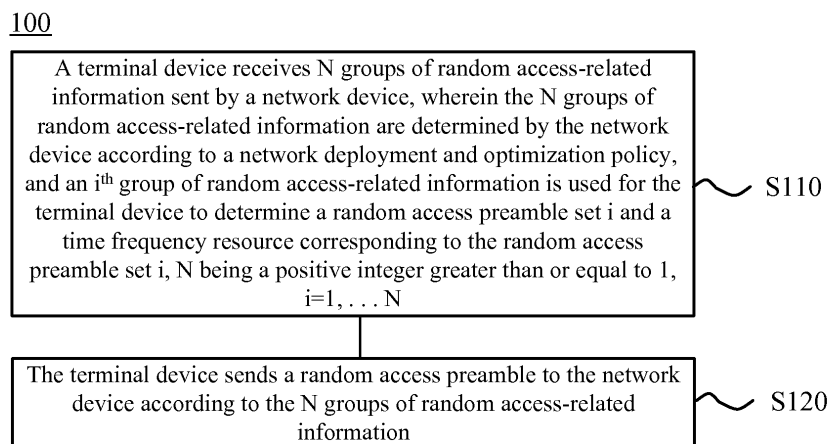 100
A terminal device receives N groups of random access-related
information sent by a network device, wherein the N groups of
random access-related information are determined by the network
device according to a network deployment and optimization policy,
and an ith group of random access-related information is used for the
terminal device to determine a random access preamble set i and a
time frequency resource corresponding to the random access
preamble set i, N being a positive integer greater than or equal to 1,
i=1, . . . N
S110
The terminal device sends a random access preamble to the network
device according to the N groups of random access-related
information
S120